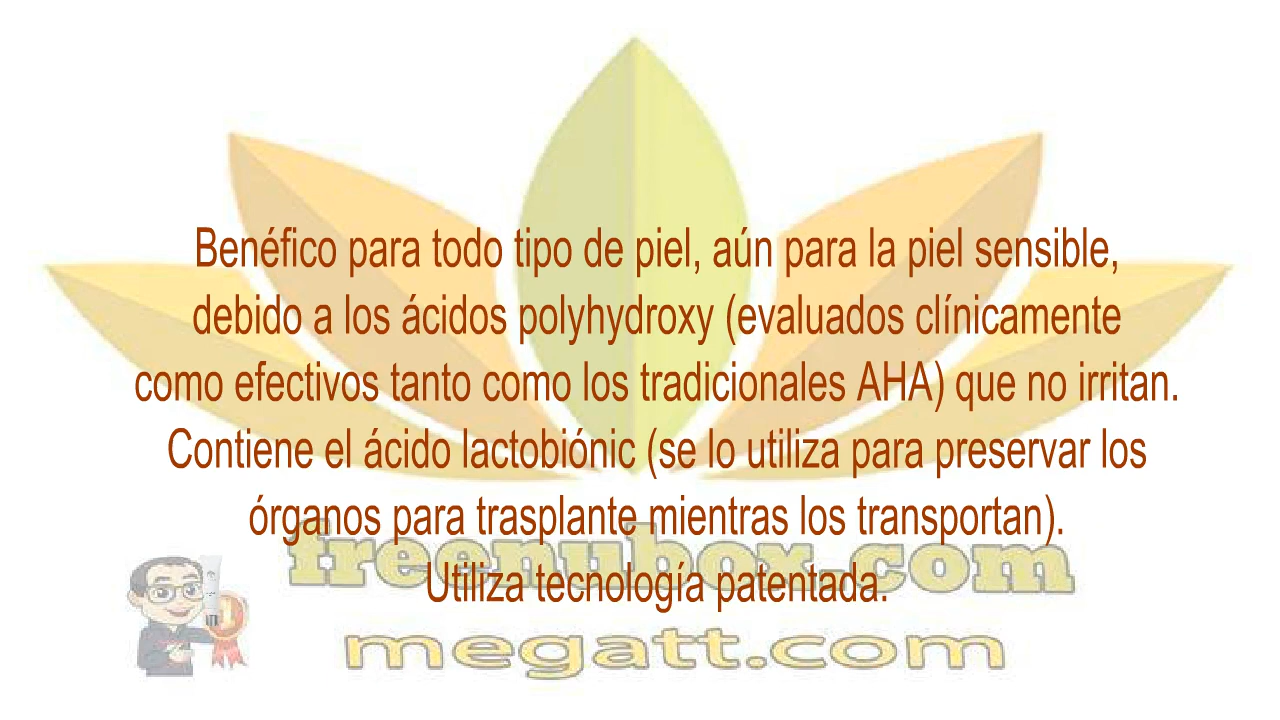 Benéfico para todo tipo de piel, aún para la piel sensible,
debido a los ácidos polyhydroxy (evaluados clínicamente
como efectivos tanto como los tradicionales AHA) que no irritan.
Contiene el ácido lactobiónic (se lo utiliza para preservar los
órganos para trasplante mientras los transportan).
freenubox.com
Utiliza tecnología patentada.
megatt.com